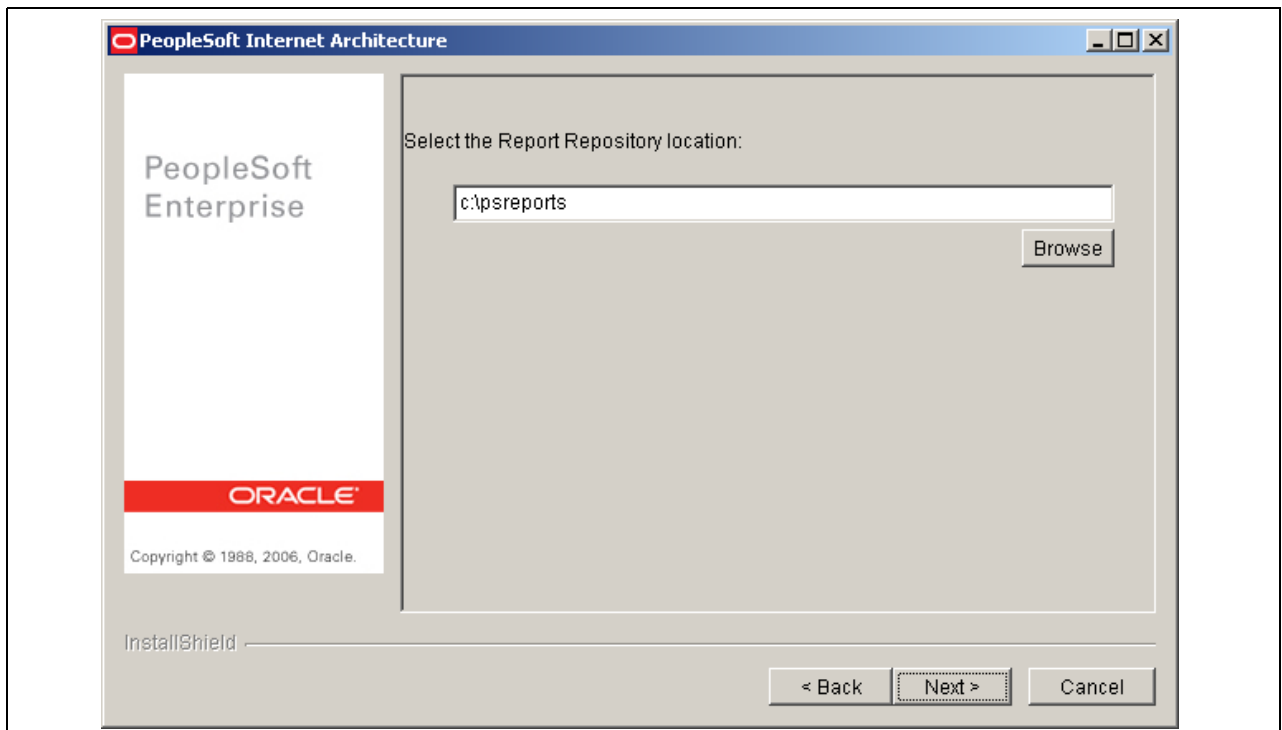 PeopleSoft Internet Architecture
PeopleSoft
Enterprise
ORACLE®
Copyright © 1988, 2006, Oracle.
Select the Report Repository location:
c:\psreports
Browse
InstallShield
< Back
Next >
Cancel